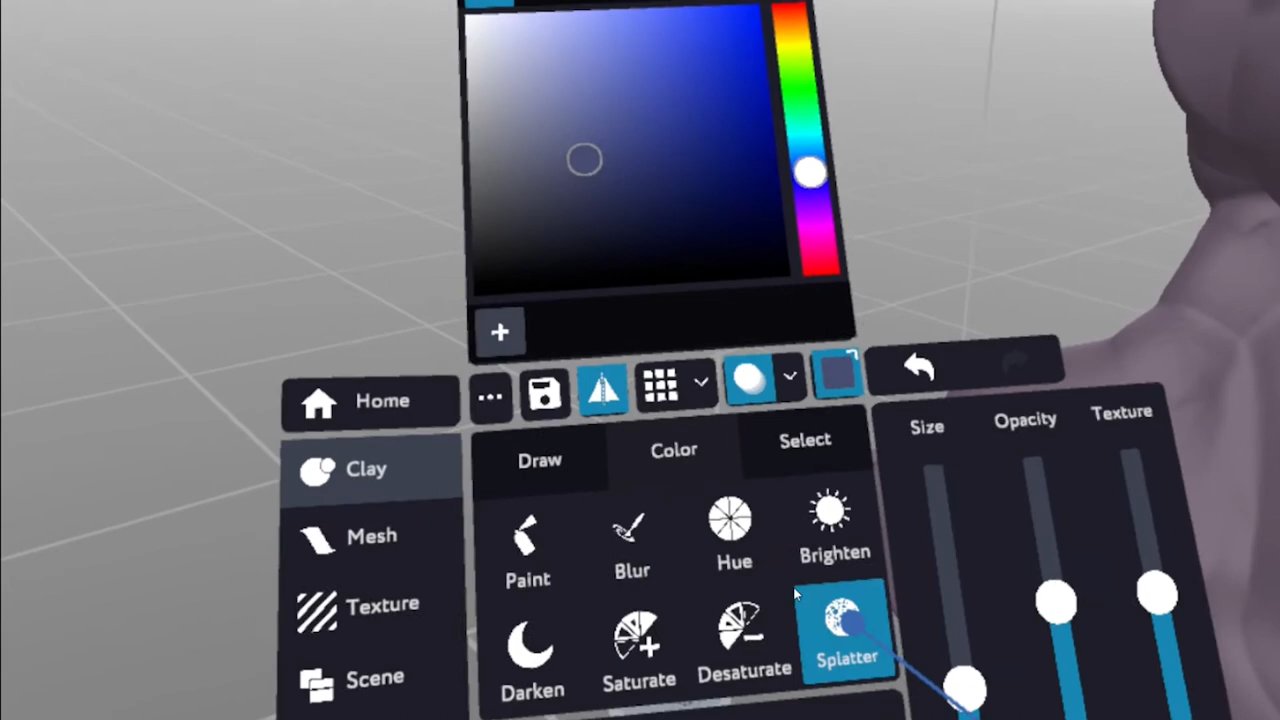 Home
Clay
Mesh
Texture
Scene
Draw Color Select
Paint Blur Hue Brighten
Darken Saturate Desaturate Splatter
Size Opacity Texture